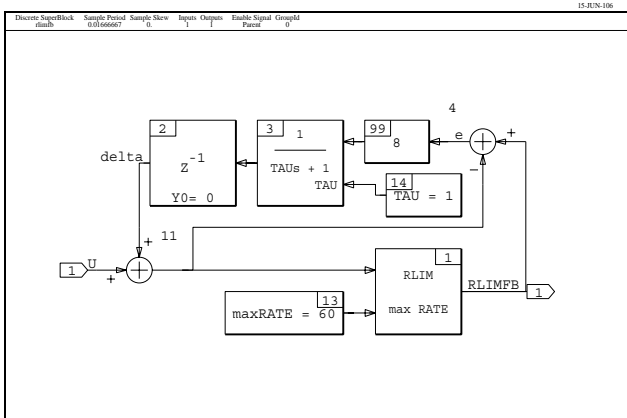 15-JUN-106
Discrete SuperBlock Sample Period Sample Skew Inputs Outputs Enable Signal GroupId
rlimfb 0.01666667 0. 1 1 Parent 0
4
2
Z-1
Y0= 0
3
1
TAUs + 1
TAU
99
8
e
+
-
14
TAU = 1
delta
+
11
1
U
+
1
RLIM
max RATE
RLIMFB
1
13
maxRATE = 60